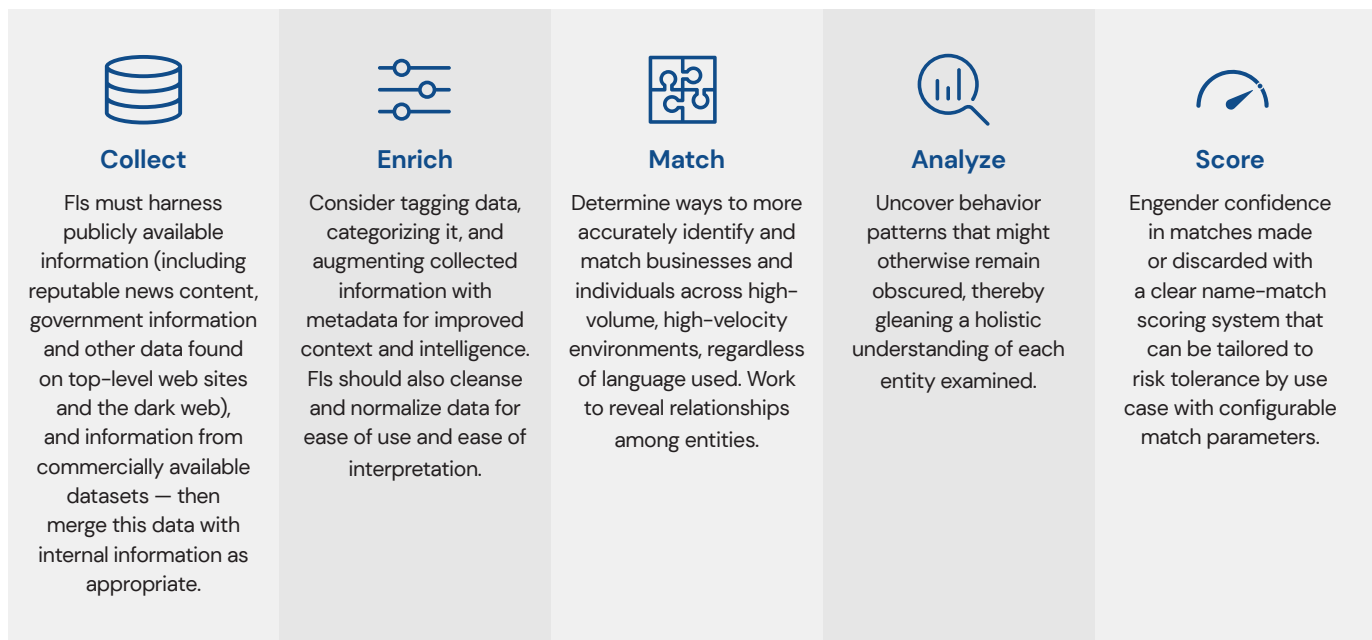 Collect
FIs must harness
publicly available
information (including
reputable news content,
government information
and other data found
on top-level web sites
and the dark web),
and information from
commercially available
datasets — then
merge this data with
internal information as
appropriate.
Enrich
Consider tagging data,
categorizing it, and
augmenting collected
information with
metadata for improved
context and intelligence.
FIs should also cleanse
and normalize data for
ease of use and ease of
interpretation.
Match
Determine ways to more
accurately identify and
match businesses and
individuals across high-
volume, high-velocity
environments, regardless
of language used. Work
to reveal relationships
among entities.
Analyze
Uncover behavior
patterns that might
otherwise remain
obscured, thereby
gleaning a holistic
understanding of each
entity examined.
Score
Engender confidence
in matches made
or discarded with
a clear name-match
scoring system that
can be tailored to
risk tolerance by use
case with configurable
match parameters.